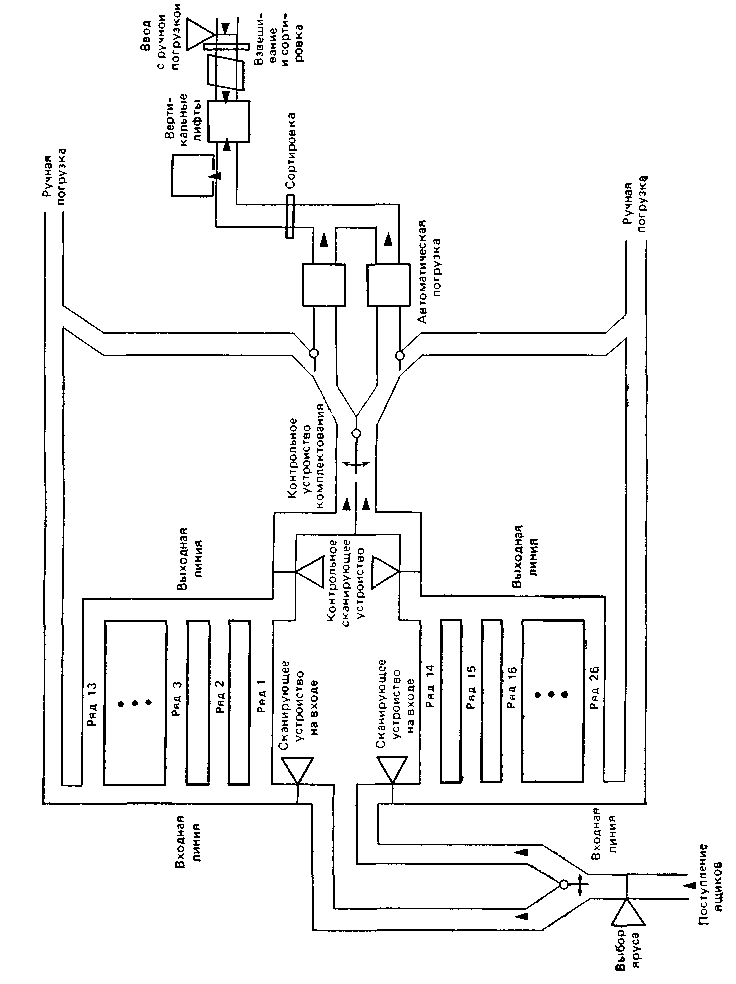 Ввод
с ручной
погрузкой
Взвеши-
вание
и сорти-
ровка
Верти-
кальные
лифты
Сортировка
Ручная
погрузка
Ручная
погрузка
Автоматическая
погрузка
Контрольное
устройство
комплектования
Выходная
линия
Контрольное
сканирующее
устройство
Выходная
линия
Ряд 13
Ряд 3
Ряд 2
Ряд 1
Сканирующее
устройство
на входе
Сканирующее
устройство
на входе
Ряд 14
Ряд 15
Ряд 16
Ряд 26
Входная
линия
Входная
линия
Выбор
яруса
Поступление
ящиков